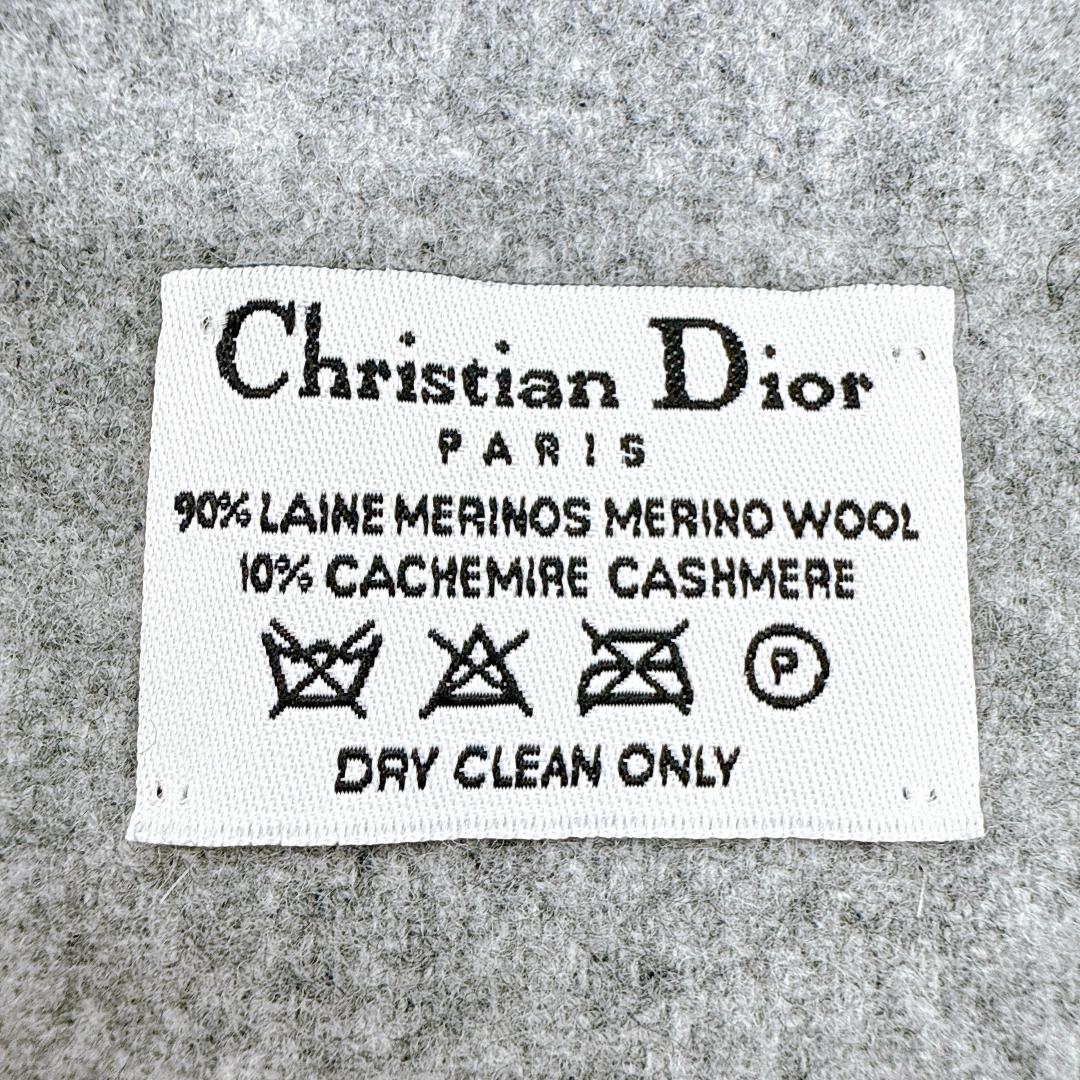 Christian Dior
PARIS
90% LAINE MERINOS MERINO WOOL
10% CACHEMIRE CASHMERE
P
DRY CLEAN ONLY